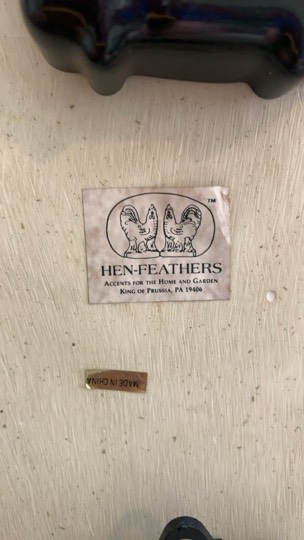 TM
HEN-FEATHERS
ACCENTS FOR THE HOME AND GARDEN
KING OF PRUSSIA, PA 19406
MADE IN CHINA